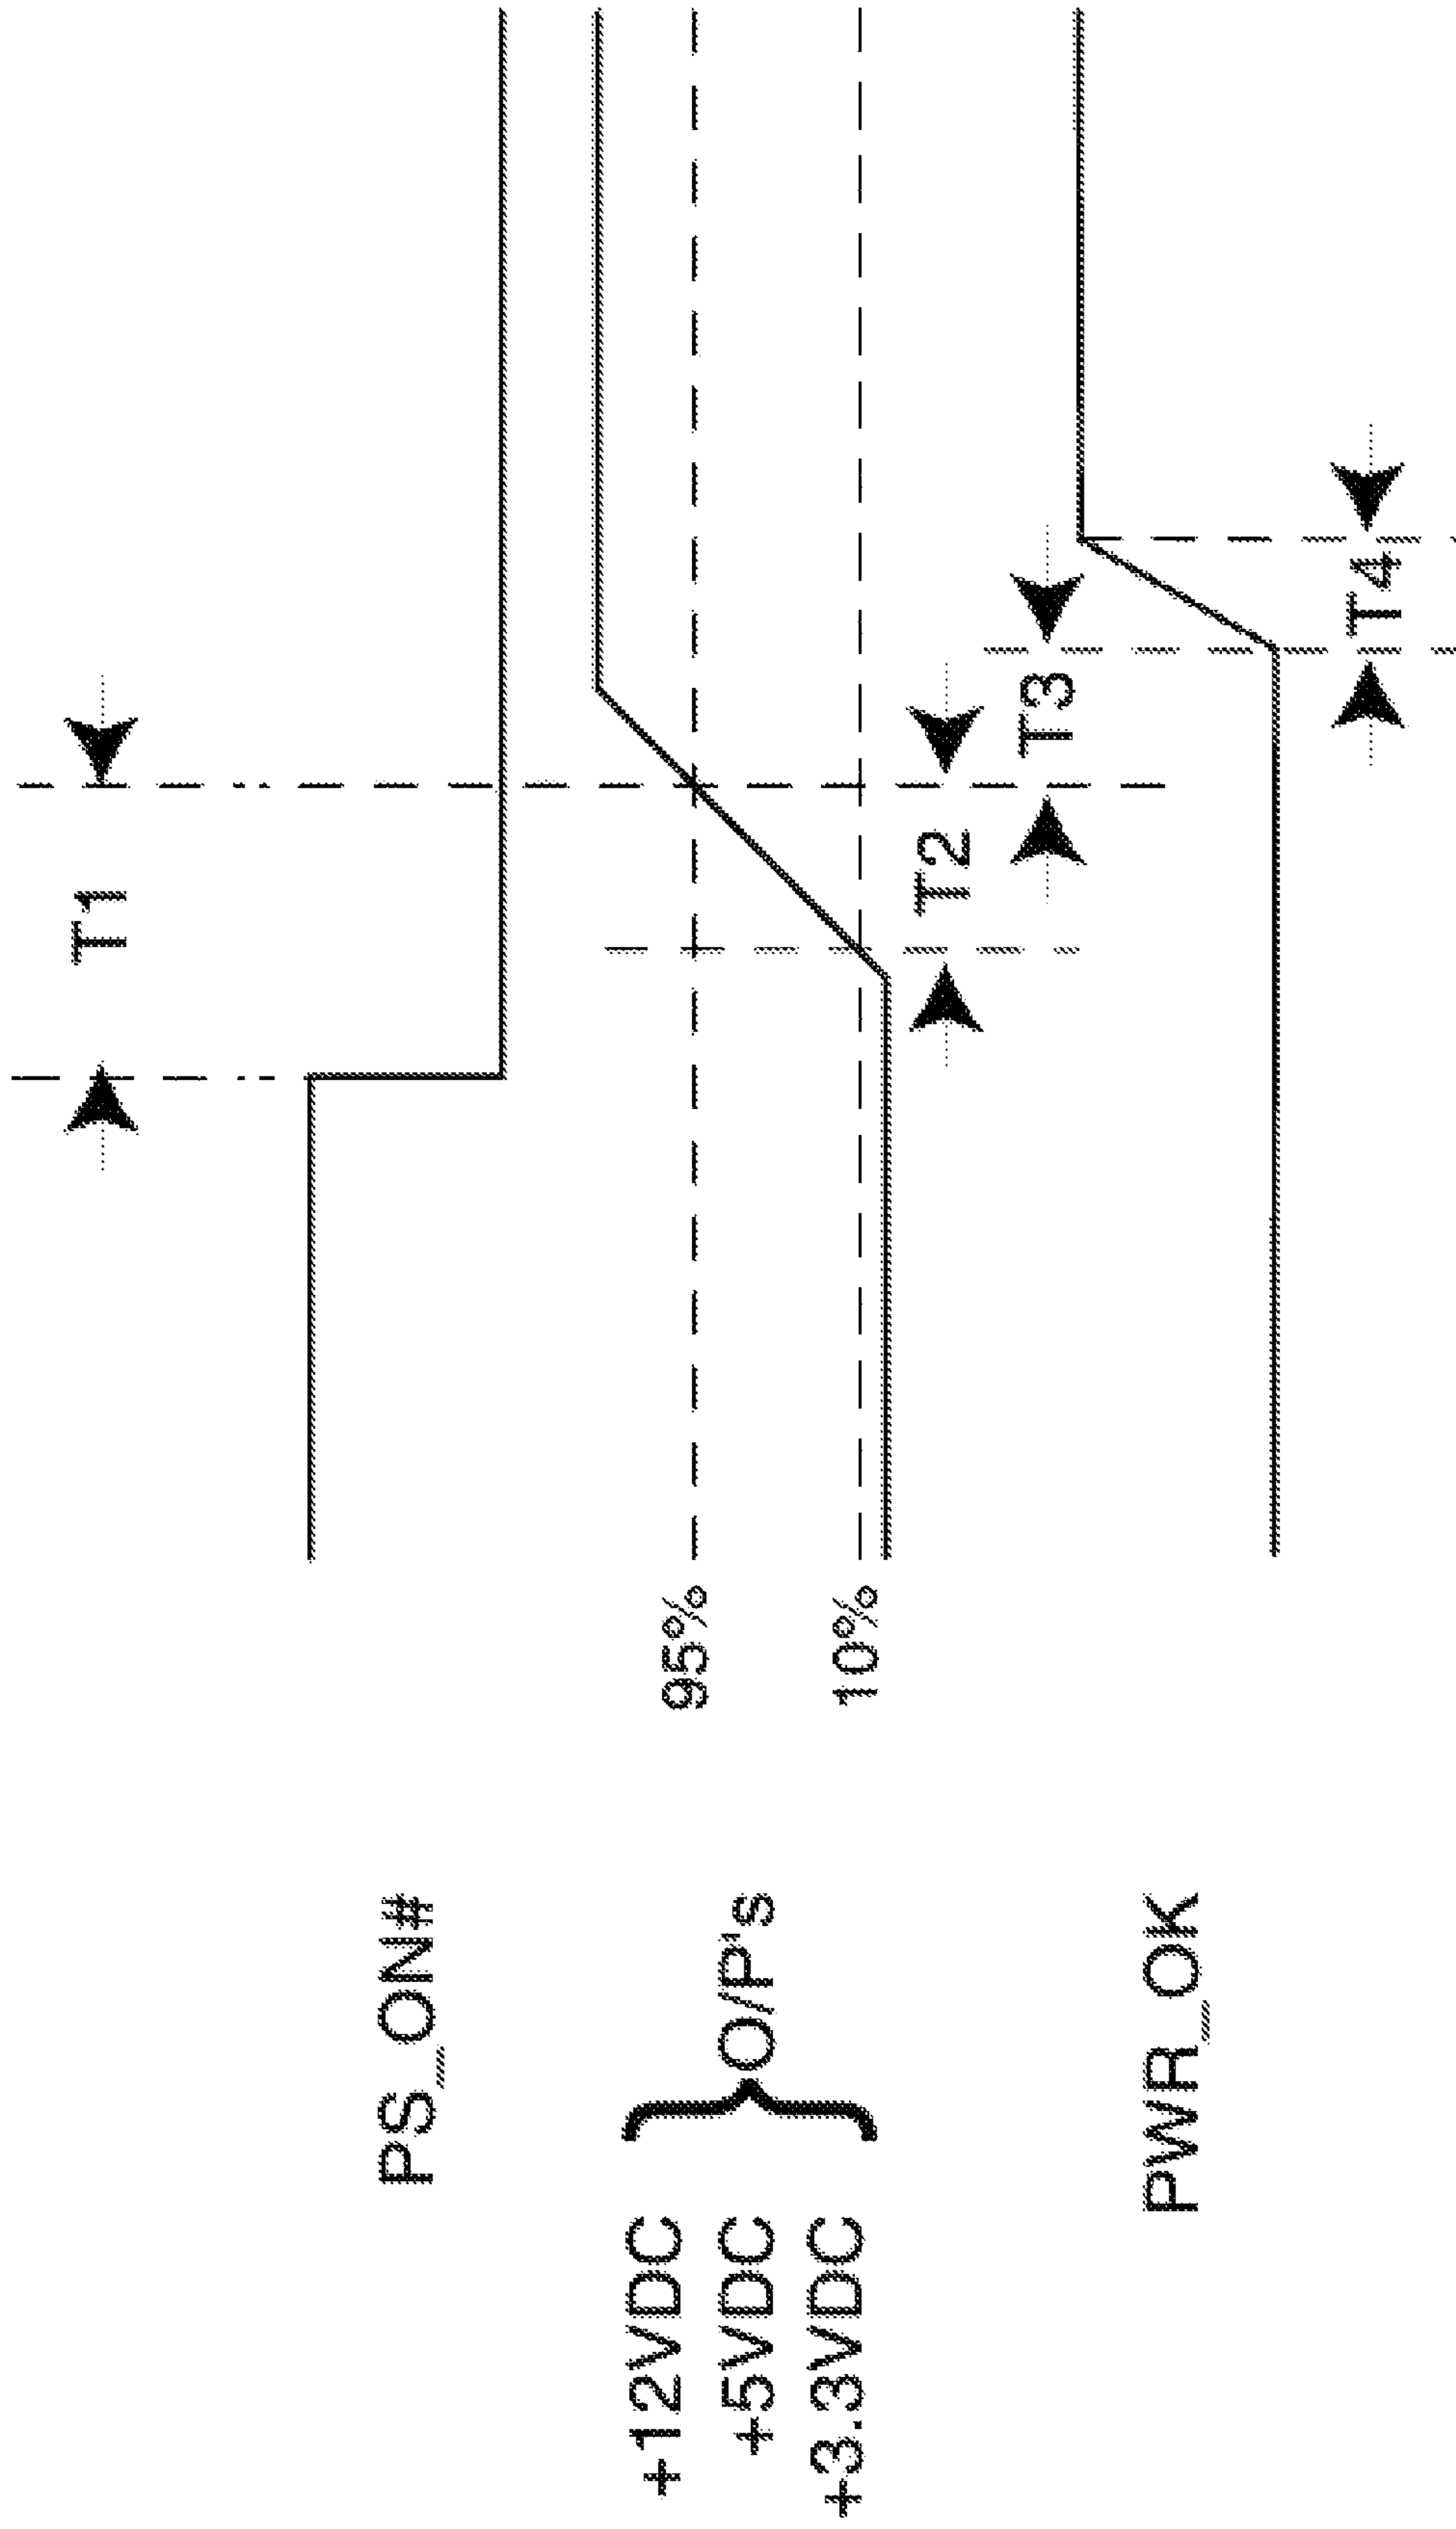 T1
PS_ON#
95%
+12VDC
+5VDC
O/P's
10%
+3.3VDC
T2
T3
PWR_OK
T4